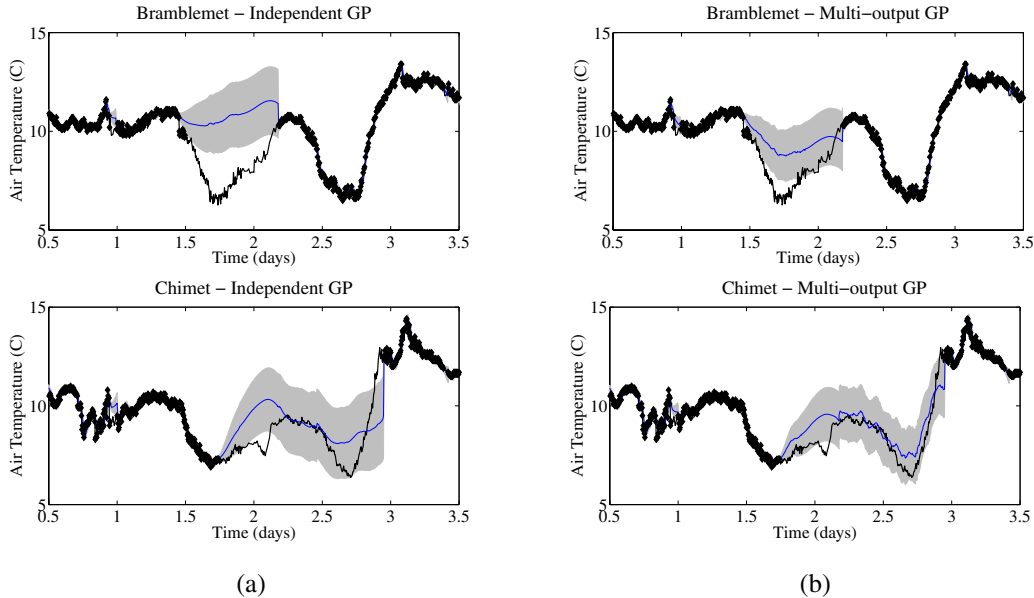 Bramblemet − Independent GP
Air Temperature (C)
15
10
5
0.5 1 1.5 2 2.5 3 3.5
Time (days)
Bramblemet − Multi−output GP
Air Temperature (C)
15
10
5
0.5 1 1.5 2 2.5 3 3.5
Time (days)
Chimet − Independent GP
Air Temperature (C)
15
10
5
0.5 1 1.5 2 2.5 3 3.5
Time (days)
Chimet − Multi−output GP
Air Temperature (C)
15
10
5
0.5 1 1.5 2 2.5 3 3.5
Time (days)
(a)
(b)